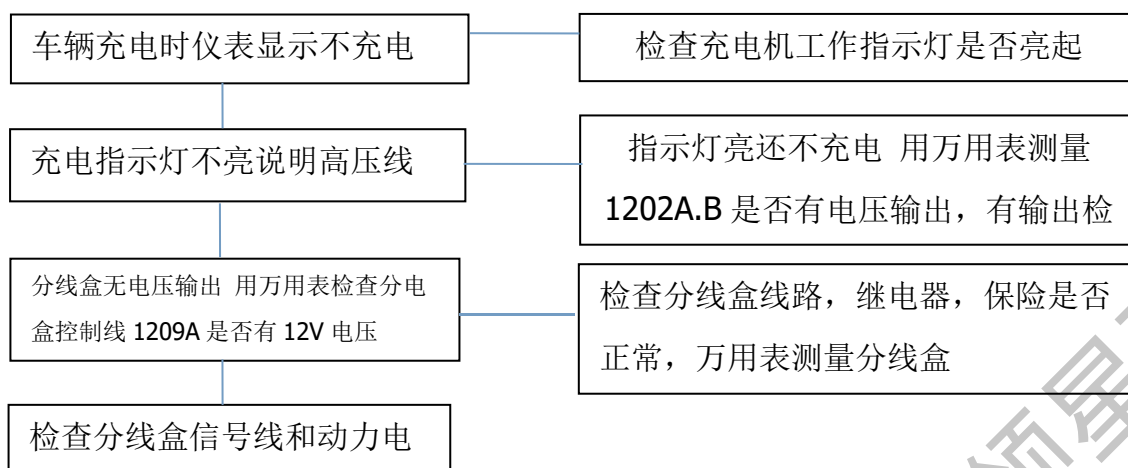 车辆充电时仪表显示不充电
检查充电机工作指示灯是否亮起
充电指示灯不亮说明高压线
指示灯亮还不充电 用万用表测量
1202A.B 是否有电压输出，有输出检
分线盒无电压输出 用万用表检查分电
盒控制线 1209A 是否有 12V 电压
检查分线盒线路，继电器，保险是否
正常，万用表测量分线盒
检查分线盒信号线和动力电
领星